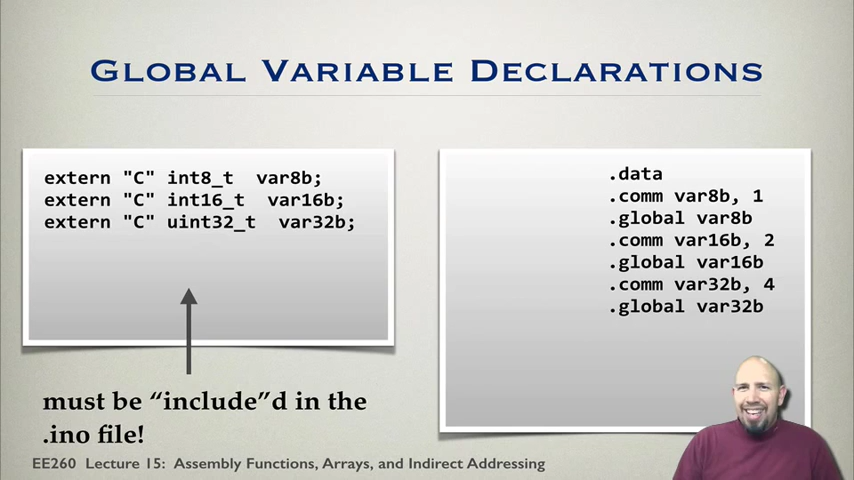 Global Variable Declarations
extern "C" int8_t  var8b;
extern "C" int16_t  var16b;
extern "C" uint32_t  var32b;
.data
.comm var8b, 1
.global var8b
.comm var16b, 2
.global var16b
.comm var32b, 4
.global var32b
must be “include”d in the
.ino file!
EE260  Lecture 15:  Assembly Functions, Arrays, and Indirect Addressing